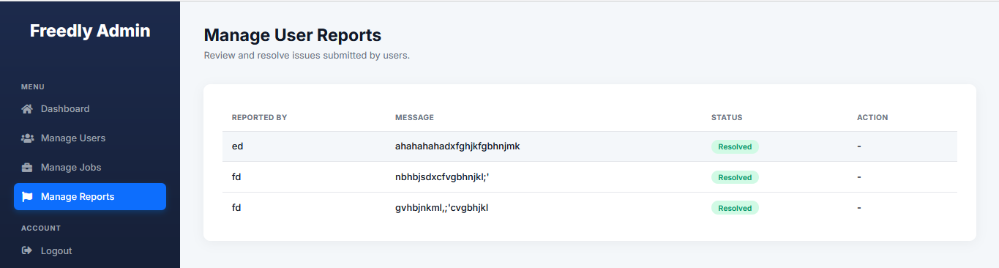 Freedly Admin
MENU
Dashboard
Manage Users
Manage Jobs
Manage Reports
ACCOUNT
Logout
Manage User Reports
Review and resolve issues submitted by users.
REPORTED BY MESSAGE STATUS ACTION
ed ahahahahadxfghjkfgbhnjmk Resolved -
fd nbhbjsdxcfvgbhnjkl;' Resolved -
fd gvhbjnkml,;'cvgbhjkl Resolved -